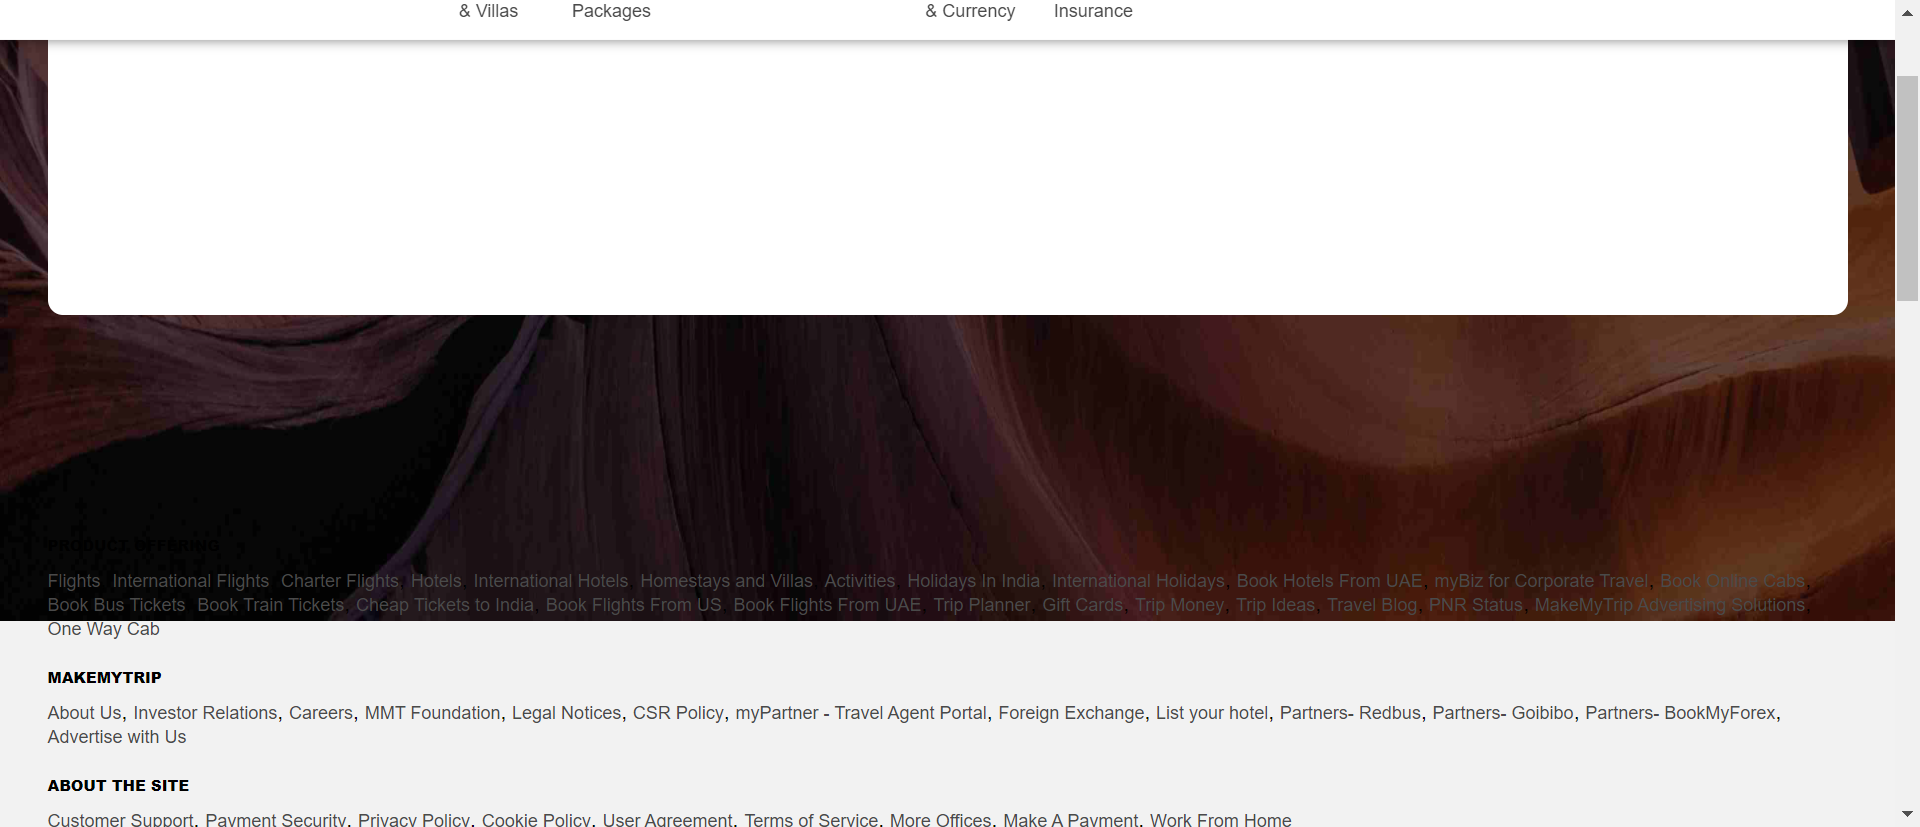 & Villas Packages & Currency Insurance
PRODUCT OFFERING
Flights, International Flights, Charter Flights, Hotels, International Hotels, Homestays and Villas, Activities, Holidays In India, International Holidays, Book Hotels From UAE, myBiz for Corporate Travel, Book Online Cabs,
Book Bus Tickets, Book Train Tickets, Cheap Tickets to India, Book Flights From US, Book Flights From UAE, Trip Planner, Gift Cards, Trip Money, Trip Ideas, Travel Blog, PNR Status, MakeMyTrip Advertising Solutions,
One Way Cab
MAKEMYTRIP
About Us, Investor Relations, Careers, MMT Foundation, Legal Notices, CSR Policy, myPartner - Travel Agent Portal, Foreign Exchange, List your hotel, Partners- Redbus, Partners- Goibibo, Partners- BookMyForex,
Advertise with Us
ABOUT THE SITE
Customer Support, Payment Security, Privacy Policy, Cookie Policy, User Agreement, Terms of Service, More Offices, Make A Payment, Work From Home